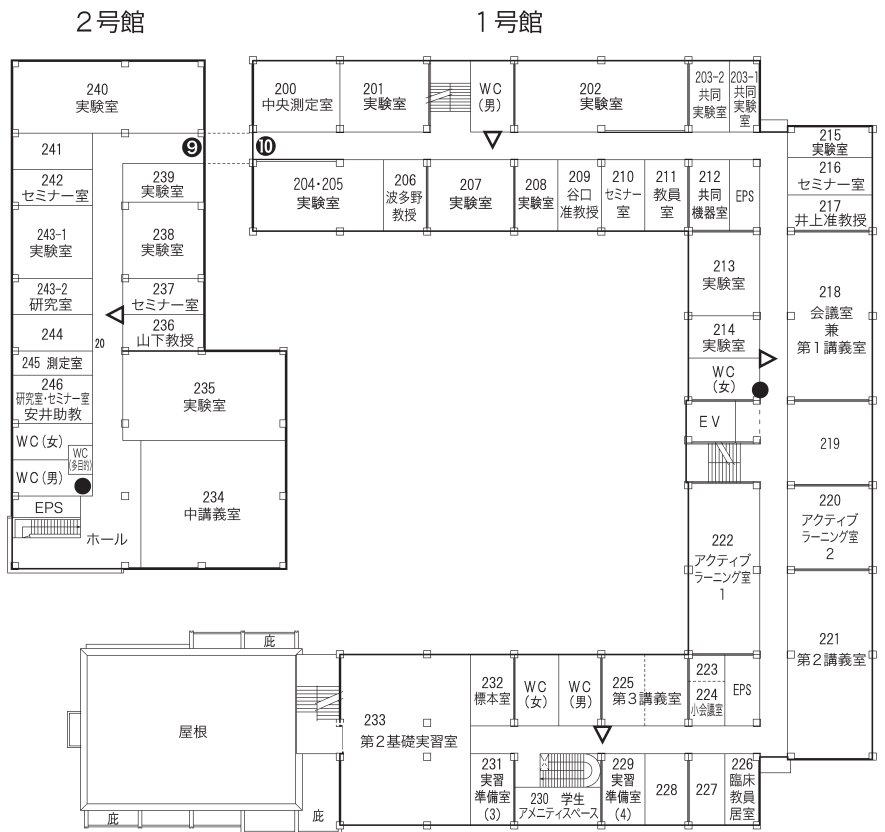 ２号館
１号館
240
実験室
241
242
セミナー室
243-1
実験室
243-2
研究室
244
245 測定室
246
研究室・セミナー室
安井助教
WC（女）
WC
（多目的）
WC（男）
EPS
ホール
❾
239
実験室
238
実験室
237
セミナー室
236
山下教授
20
235
実験室
234
中講義室
❿
200
中央測定室
201
実験室
WC
（男）
202
実験室
203-2
共同
実験室
203-1
共同
実験
室
204・205
実験室
206
波多野
教授
207
実験室
208
実験室
209
谷口
准教授
210
セミナー
室
211
教員
室
212
共同
機器室
EPS
213
実験室
214
実験室
WC
（女）
EV
222
アクティブ
ラーニング室
1
215
実験室
216
セミナー室
217
井上准教授
218
会議室
兼
第１講義室
219
220
アクティブ
ラーニング室
2
221
第２講義室
庇
屋根
庇
庇
233
第２基礎実習室
232
標本室
WC
（女）
WC
（男）
225
第３講義室
223
224
小会議室
EPS
231
実習
準備室
(3)
230 学生
アメニティスペース
229
実習
準備室
(4)
228
227
226
臨床
教員
居室